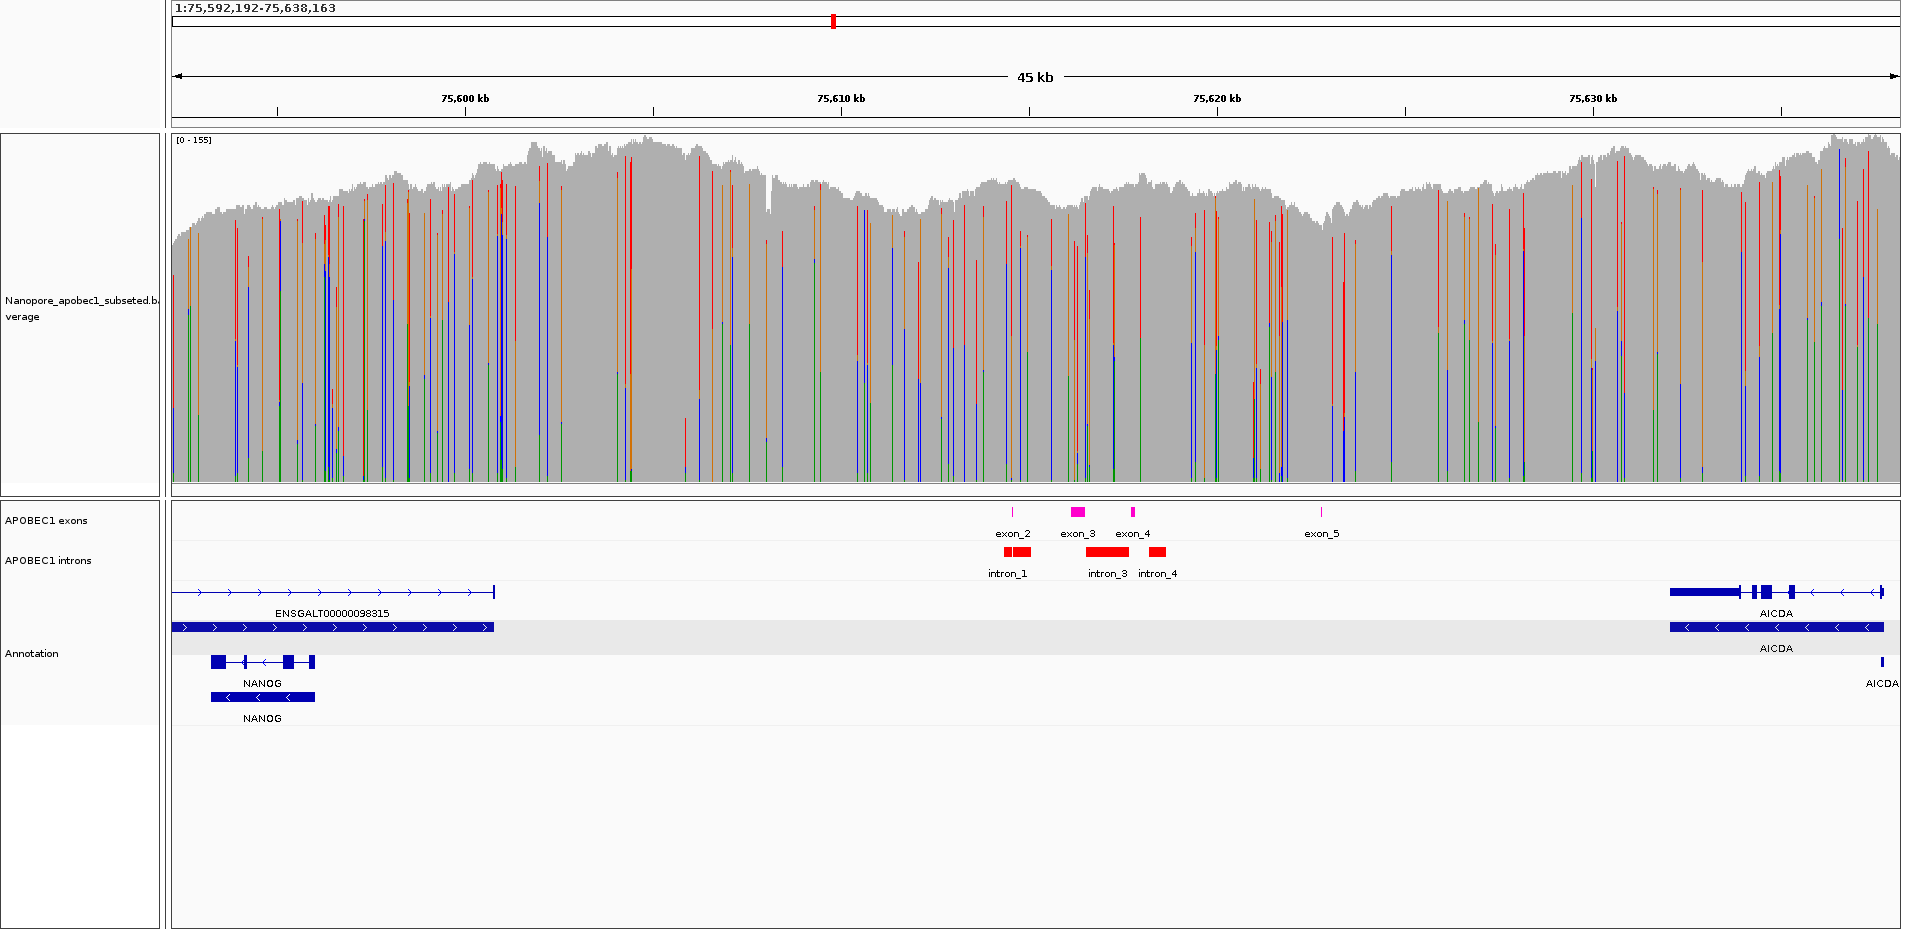 1:75,592,192-75,638,163
45 kb
75,600 kb 75,610 kb 75,620 kb 75,630 kb
[0 - 155]
Nanopore_apobec1_subseted.ba
verage
APOBEC1 exons
exon_2 exon_3 exon_4 exon_5
APOBEC1 introns
intron_1 intron_3 intron_4
ENSGALT00000098315 AICDA
Annotation
AICDA
NANOG AICDA
NANOG